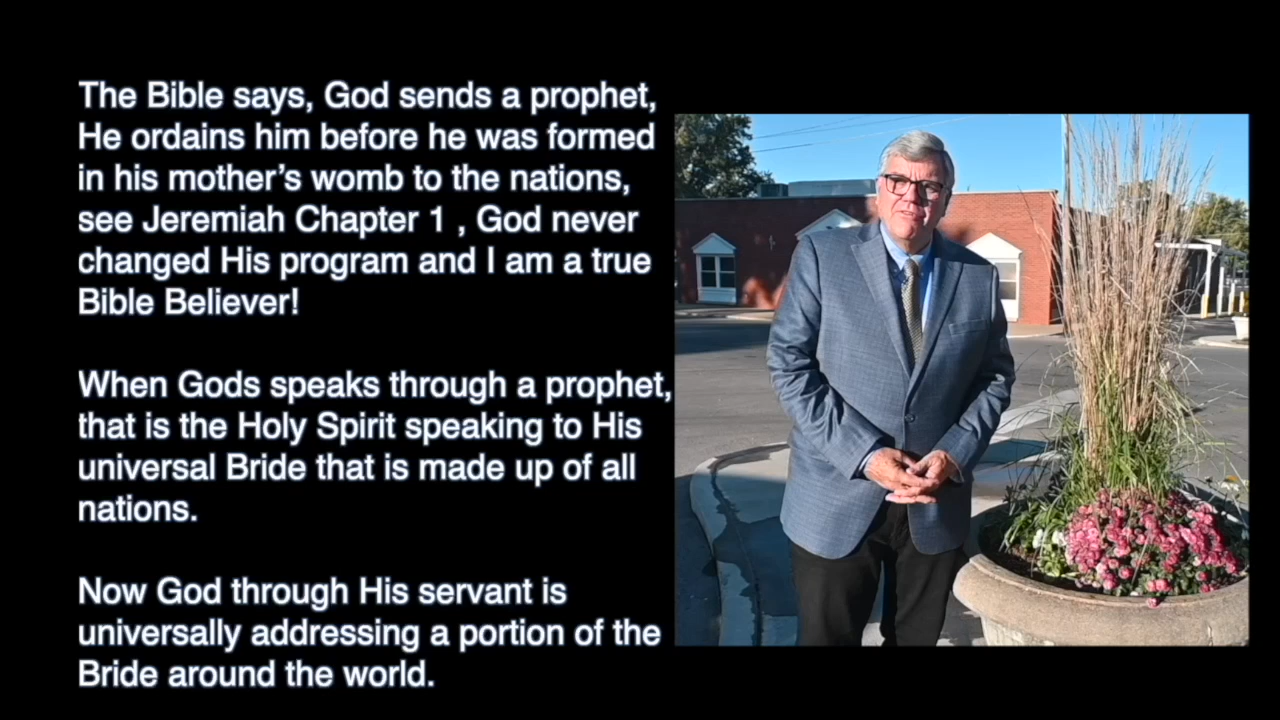 The Bible says, God sends a prophet,
He ordains him before he was formed
in his mother’s womb to the nations,
see Jeremiah Chapter 1 , God never
changed His program and I am a true
Bible Believer!
When Gods speaks through a prophet,
that is the Holy Spirit speaking to His
universal Bride that is made up of all
nations.
Now God through His servant is
universally addressing a portion of the
Bride around the world.